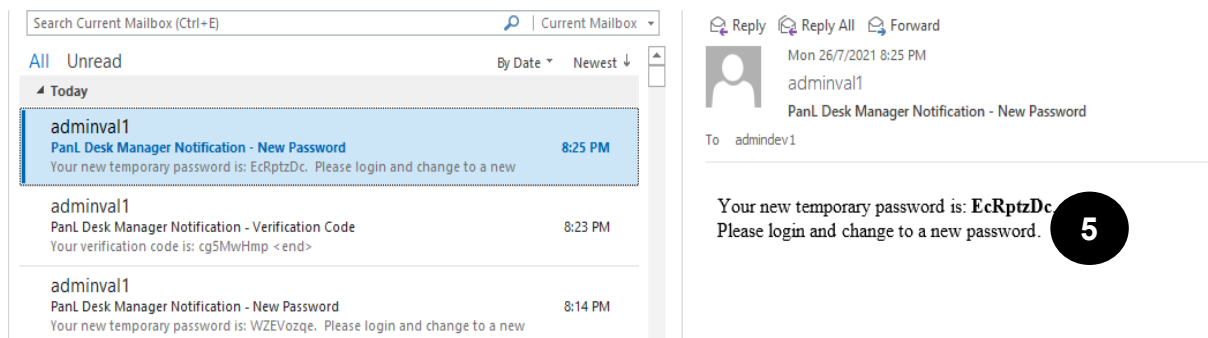 Search Current Mailbox (Ctrl+E)
Current Mailbox
All Unread
By Date
Newest ↓
Today
adminval1
PanL Desk Manager Notification - New Password 8:25 PM
Your new temporary password is: EcRptzDc. Please login and change to a new
adminval1
PanL Desk Manager Notification - Verification Code 8:23 PM
Your verification code is: cg5MwHmp <end>
adminval1
PanL Desk Manager Notification - New Password 8:14 PM
Your new temporary password is: WZEVozqe. Please login and change to a new
Reply Reply All Forward
Mon 26/7/2021 8:25 PM
adminval1
PanL Desk Manager Notification - New Password
To admindev1
Your new temporary password is: EcRptzDc.
Please login and change to a new password.
5